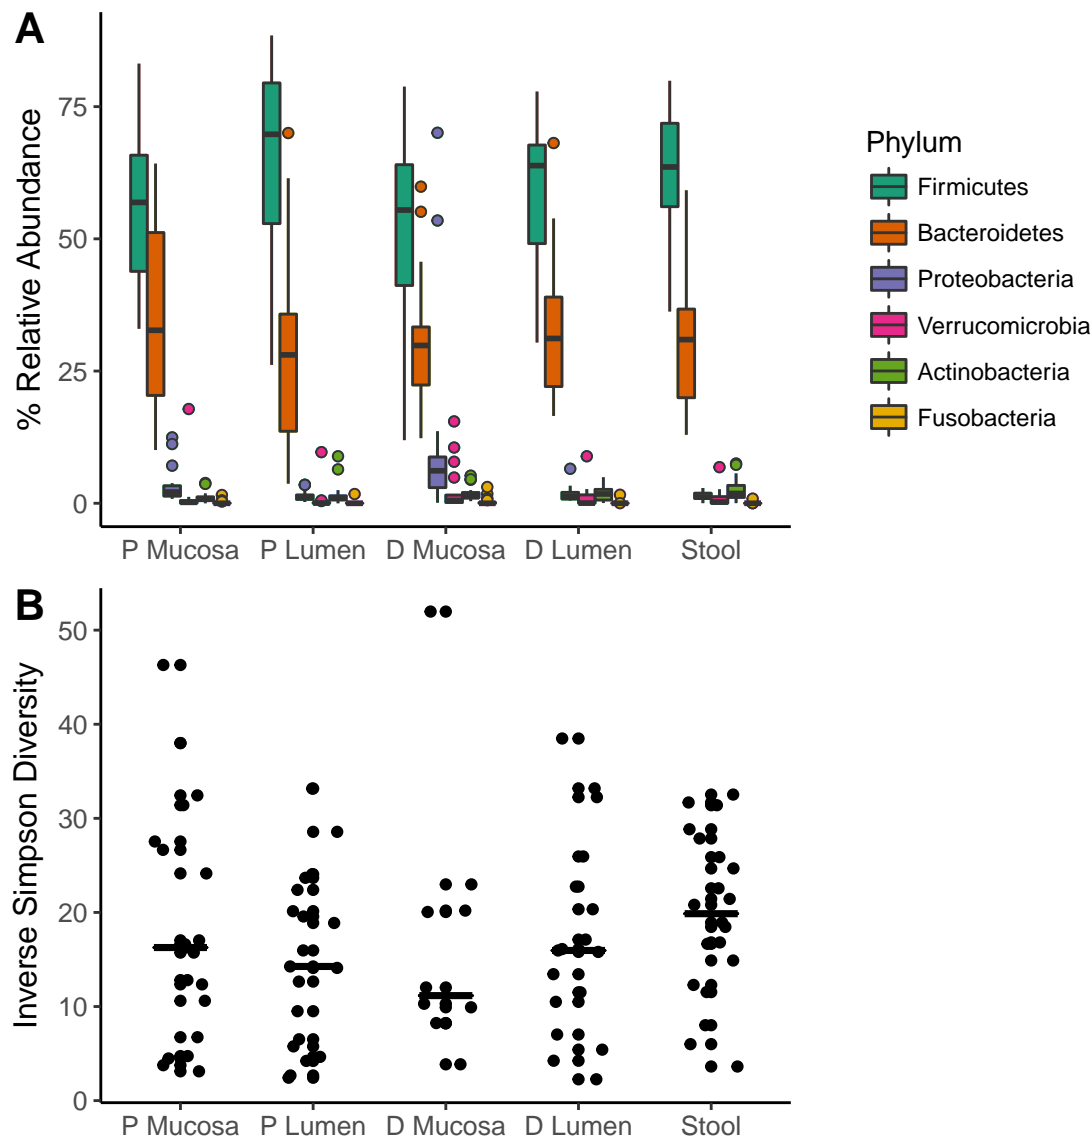 A
% Relative Abundance
75
50
25
0
P Mucosa P Lumen D Mucosa D Lumen Stool
Phylum
Firmicutes
Bacteroidetes
Proteobacteria
Verrucomicrobia
Actinobacteria
Fusobacteria
B
Inverse Simpson Diversity
50
40
30
20
10
0
P Mucosa P Lumen D Mucosa D Lumen Stool